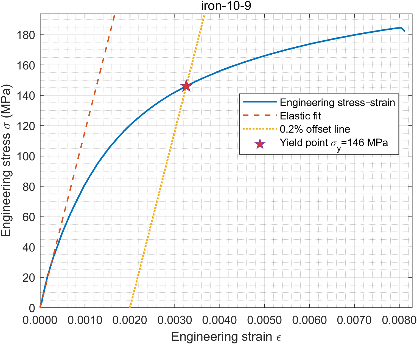 iron-10-9
Engineering stress σ (MPa)
180
160
140
120
100
80
60
40
20
0
Engineering stress-strain
Elastic fit
0.2% offset line
Yield point σy=146 MPa
0.0000 0.0010 0.0020 0.0030 0.0040 0.0050 0.0060 0.0070 0.0080
Engineering strain ϵ